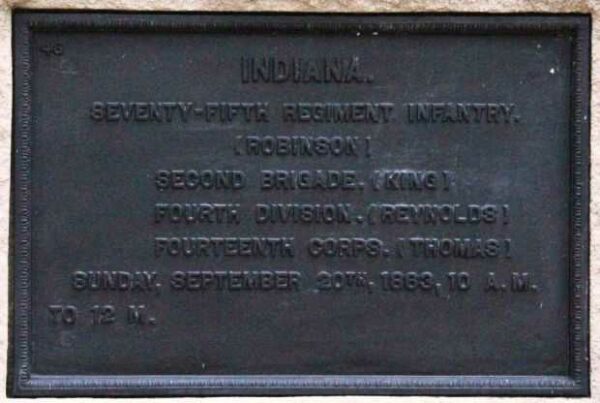 46
INDIANA.
SEVENTY-FIFTH REGIMENT INFANTRY.
(ROBINSON)
SECOND BRIGADE. (KING)
FOURTH DIVISION. (REYNOLDS)
FOURTEENTH CORPS. (THOMAS)
SUNDAY, SEPTEMBER 20TH, 1863, 10 A.M.
TO 12 M.